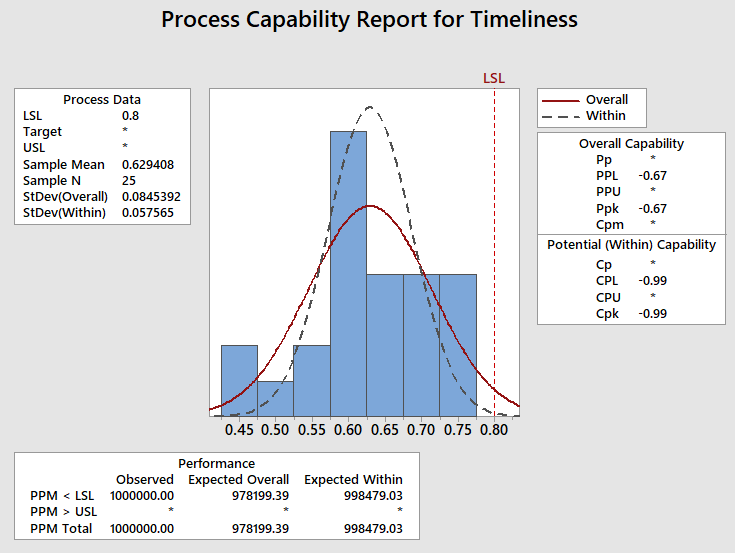 Process Capability Report for Timeliness
LSL
Process Data
LSL 0.8
Target *
USL *
Sample Mean 0.629408
Sample N 25
StDev(Overall) 0.0845392
StDev(Within) 0.057565
Overall
Within
Overall Capability
Pp *
PPL -0.67
PPU *
Ppk -0.67
Cpm *
Potential (Within) Capability
Cp *
CPL -0.99
CPU *
Cpk -0.99
0.45 0.50 0.55 0.60 0.65 0.70 0.75 0.80
Performance
Observed Expected Overall Expected Within
PPM < LSL 1000000.00 978199.39 998479.03
PPM > USL * * *
PPM Total 1000000.00 978199.39 998479.03